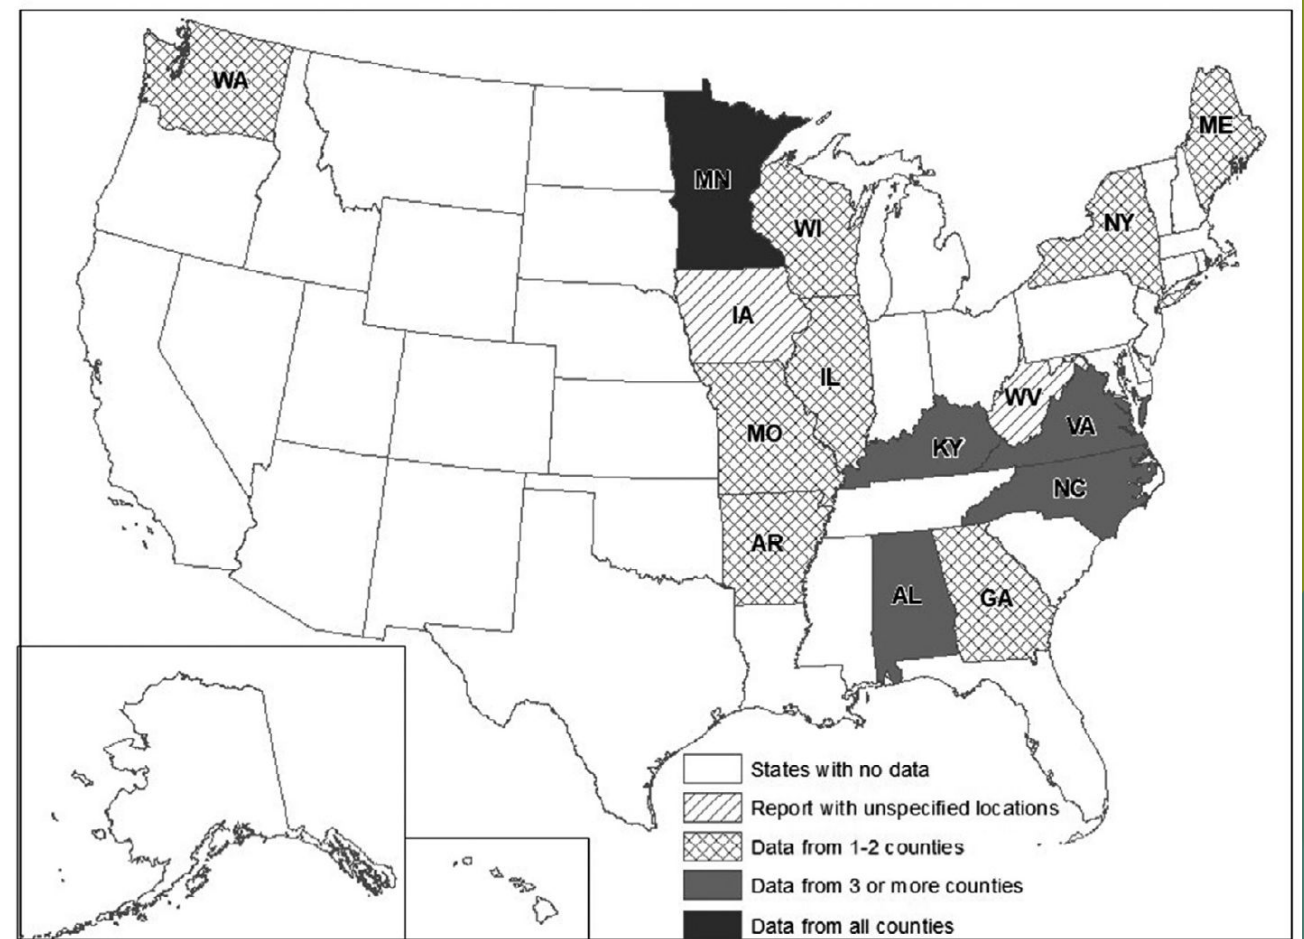 WA
ME
MN
NY
WI
IA
IL
WV
VA
MO
KY
NC
AR
AL
GA
States with no data
Report with unspecified locations
Data from 1-2 counties
Data from 3 or more counties
Data from all counties